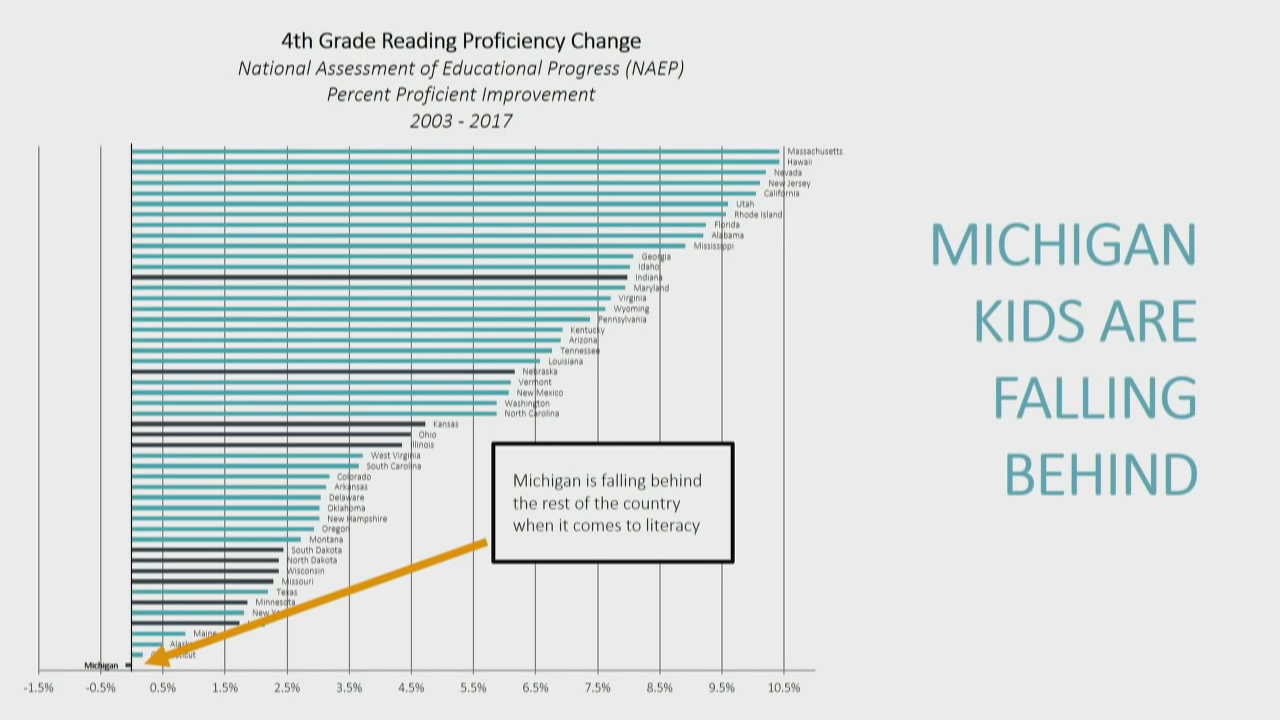 4th Grade Reading Proficiency Change
National Assessment of Educational Progress (NAEP)
Percent Proficient Improvement
2003 - 2017
Massachusetts
Hawaii
Nevada
New Jersey
California
Utah
Rhode Island
Florida
Alabama
Mississippi
Georgia
Idaho
Indiana
Maryland
Virginia
Wyoming
Pennsylvania
Kentucky
Arizona
Tennessee
Louisiana
Nebraska
Vermont
New Mexico
Washington
North Carolina
Kansas
Ohio
Illinois
West Virginia
South Carolina
Colorado
Arkansas
Delaware
Oklahoma
New Hampshire
Oregon
Montana
South Dakota
North Dakota
Wisconsin
Missouri
Texas
Minnesota
New
Maine
Alaska
Michigan
-1.5% -0.5% 0.5% 1.5% 2.5% 3.5% 4.5% 5.5% 6.5% 7.5% 8.5% 9.5% 10.5%
Michigan is falling behind
the rest of the country
when it comes to literacy
MICHIGAN
KIDS ARE
FALLING
BEHIND